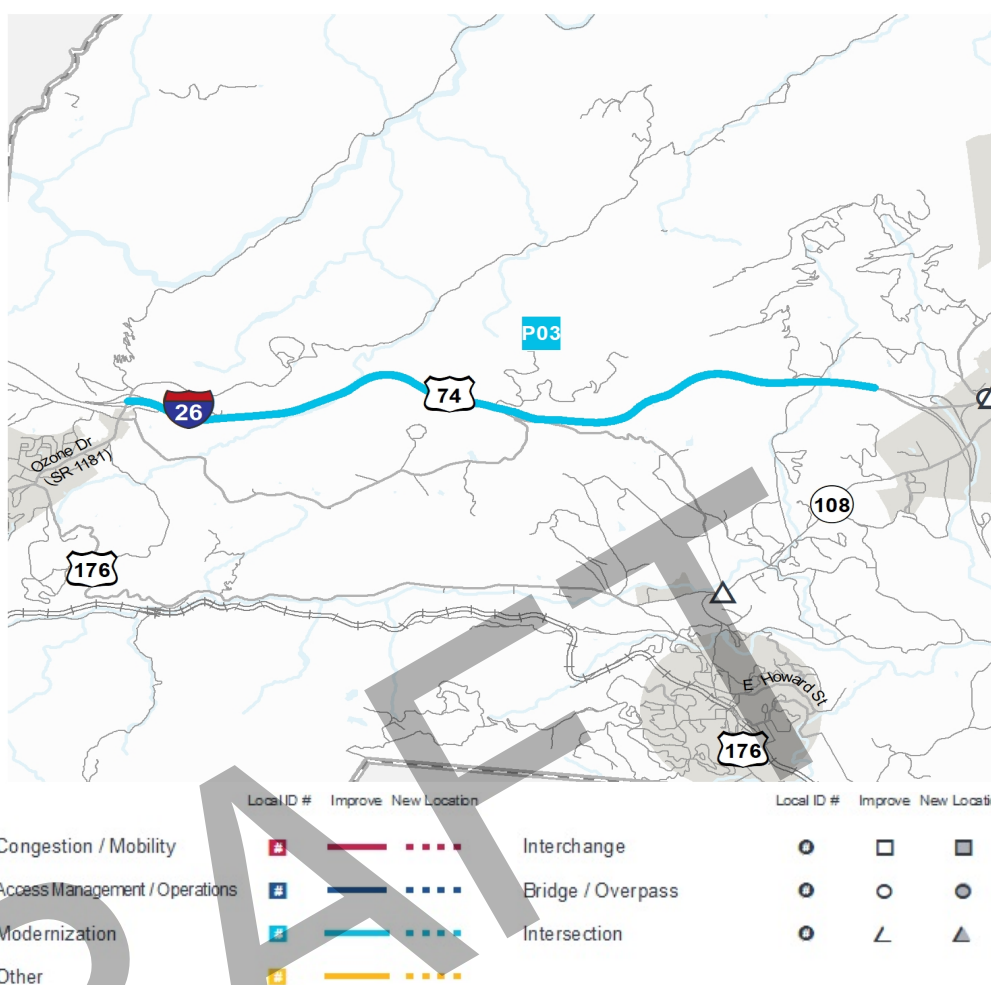 P03
74
26
Ozone Dr
(SR-1181)
108
176
E Howard St
176
Local ID # Improve New Location
Local ID # Improve
Congestion / Mobility # Interchange #
Access Management / Operations # Bridge / Overpass #
Modernization # Intersection #
Other #
DRAFT